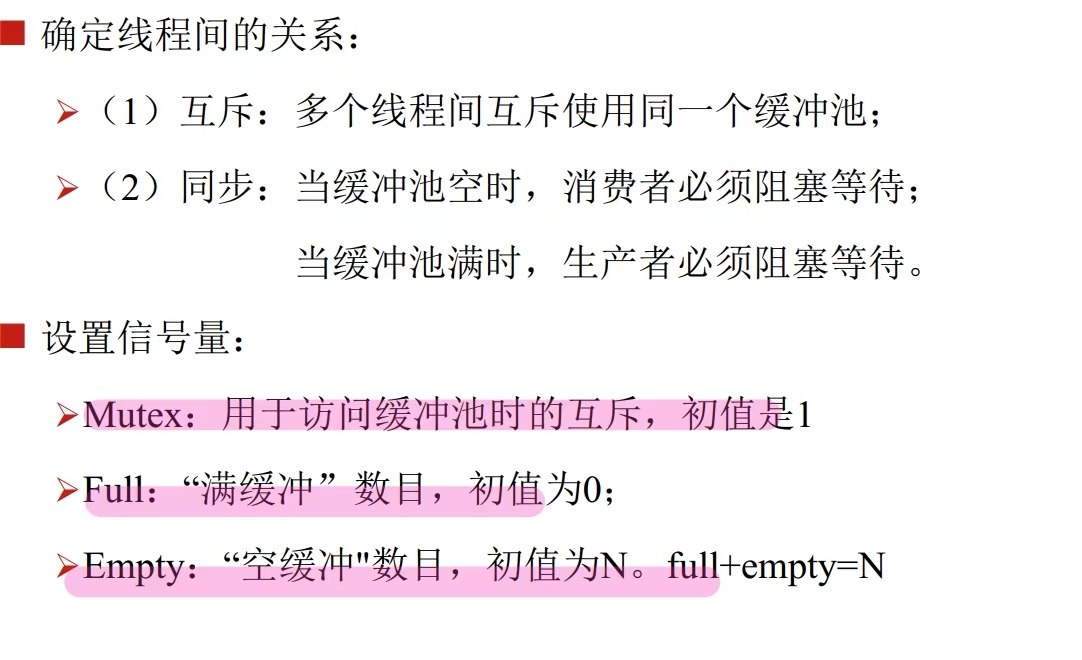 确定线程间的关系：
（1）互斥：多个线程间互斥使用同一个缓冲池；
（2）同步：当缓冲池空时，消费者必须阻塞等待；
当缓冲池满时，生产者必须阻塞等待。
设置信号量：
Mutex：用于访问缓冲池时的互斥，初值是1
Full：“满缓冲”数目，初值为0；
Empty：“空缓冲"数目，初值为N。full+empty=N